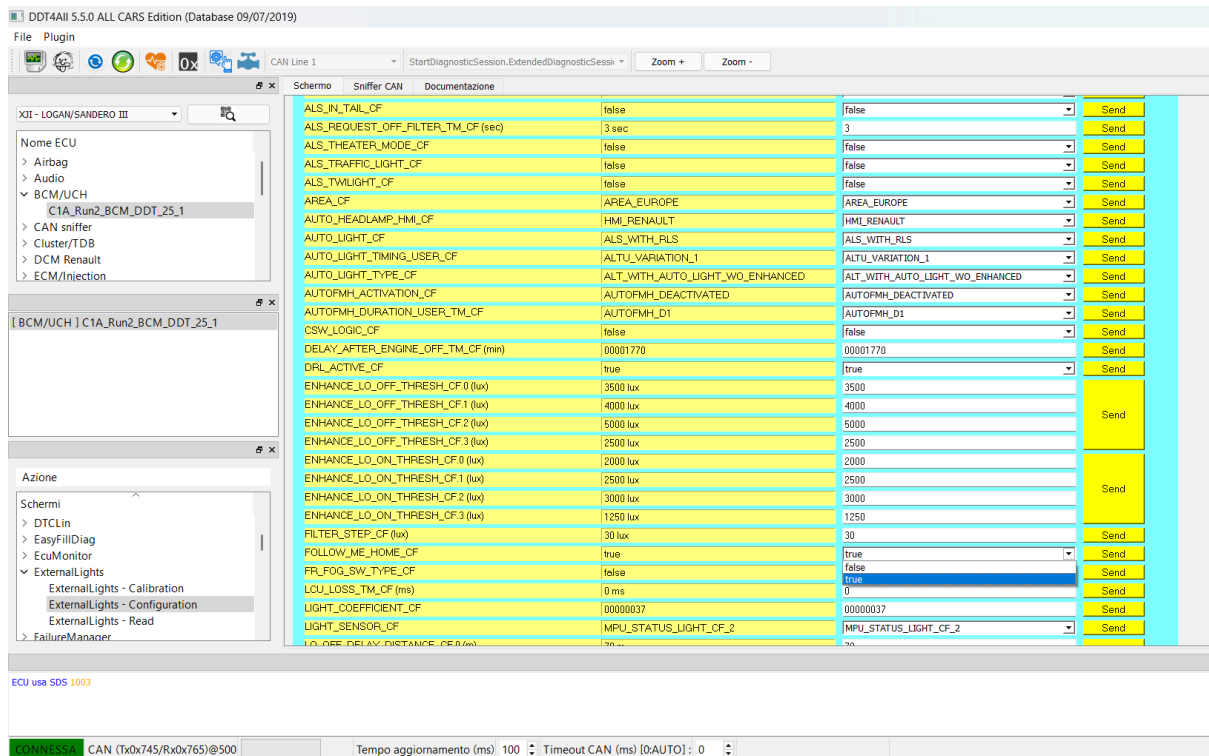 DDT4All 5.5.0 ALL CARS Edition (Database 09/07/2019)
File Plugin
0x CAN Line 1 StartDiagnosticSession.ExtendedDiagnosticSessi Zoom + Zoom -
Schermo Sniffer CAN Documentazione
XJI - LOGAN/SANDERO III
Nome ECU
> Airbag
> Audio
BCM/UCH
C1A_Run2_BCM_DDT_25_1
> CAN sniffer
> Cluster/TDB
> DCM Renault
> ECM/Injection
[ BCM/UCH ] C1A_Run2_BCM_DDT_25_1
Azione
Schermi
> DTCLin
> EasyFillDiag
> EcuMonitor
ExternalLights
ExternalLights - Calibration
ExternalLights - Configuration
ExternalLights - Read
> FailureManager
ALS_IN_TAIL_CF false false Send
ALS_REQUEST_OFF_FILTER_TM_CF (sec) 3 sec 3 Send
ALS_THEATER_MODE_CF false false Send
ALS_TRAFFIC_LIGHT_CF false false Send
ALS_TWILIGHT_CF false false Send
AREA_CF AREA_EUROPE AREA_EUROPE Send
AUTO_HEADLAMP_HMI_CF HMI_RENAULT HMI_RENAULT Send
AUTO_LIGHT_CF ALS_WITH_RLS ALS_WITH_RLS Send
AUTO_LIGHT_TIMING_USER_CF ALTU_VARIATION_1 ALTU_VARIATION_1 Send
AUTO_LIGHT_TYPE_CF ALT_WITH_AUTO_LIGHT_WO_ENHANCED ALT_WITH_AUTO_LIGHT_WO_ENHANCED Send
AUTOFMH_ACTIVATION_CF AUTOFMH_DEACTIVATED AUTOFMH_DEACTIVATED Send
AUTOFMH_DURATION_USER_TM_CF AUTOFMH_D1 AUTOFMH_D1 Send
CSW_LOGIC_CF false false Send
DELAY_AFTER_ENGINE_OFF_TM_CF (min) 00001770 00001770 Send
DRL_ACTIVE_CF true true Send
ENHANCE_LO_OFF_THRESH_CF.0 (lux) 3500 lux 3500
ENHANCE_LO_OFF_THRESH_CF.1 (lux) 4000 lux 4000
Send
ENHANCE_LO_OFF_THRESH_CF.2 (lux) 5000 lux 5000
ENHANCE_LO_OFF_THRESH_CF.3 (lux) 2500 lux 2500
ENHANCE_LO_ON_THRESH_CF.0 (lux) 2000 lux 2000
ENHANCE_LO_ON_THRESH_CF.1 (lux) 2500 lux 2500
Send
ENHANCE_LO_ON_THRESH_CF.2 (lux) 3000 lux 3000
ENHANCE_LO_ON_THRESH_CF.3 (lux) 1250 lux 1250
FILTER_STEP_CF (lux) 30 lux 30 Send
FOLLOW_ME_HOME_CF true true Send
FR_FOG_SW_TYPE_CF false false Send
true
LCU_LOSS_TM_CF (ms) 0 ms 0 Send
LIGHT_COEFFICIENT_CF 00000037 00000037 Send
LIGHT_SENSOR_CF MPU_STATUS_LIGHT_CF_2 MPU_STATUS_LIGHT_CF_2 Send
LO_OFF_DELAY_DISTANCE_CF.0 (m) 70 m 70
ECU usa SDS 1003
CONNESSA CAN (Tx0x745/Rx0x765)@500 Tempo aggiornamento (ms) 100 Timeout CAN (ms) [0:AUTO] : 0